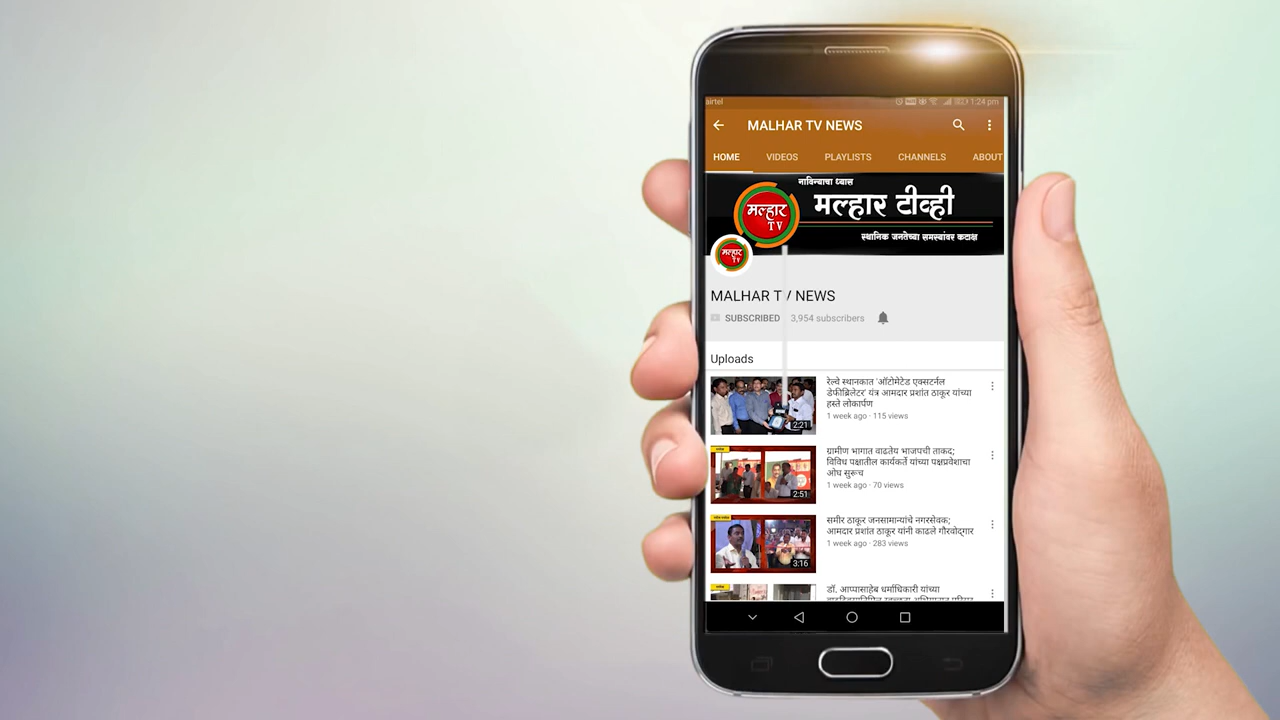 airtel 1:24 pm
MALHAR TV NEWS
HOME VIDEOS PLAYLISTS CHANNELS ABOUT
नाविन्याचा ध्यास
मल्हार टीव्ही
मल्हार
TV
स्थानिक जनतेच्या समस्यांवर कटाक्ष
मल्हार
TV
MALHAR TV NEWS
SUBSCRIBED 3,954 subscribers
Uploads
रेल्वे स्थानकात 'ऑटोमेटेड एक्सटर्नल
डेफीब्रिलेटर' यंत्र आमदार प्रशांत ठाकूर यांच्या
हस्ते लोकार्पण
1 week ago · 115 views
2:21
ग्रामीण भागात वाढतेय भाजपची ताकद;
विविध पक्षातील कार्यकर्ते यांच्या पक्षप्रवेशाचा
ओघ सुरूच
1 week ago · 70 views
2:51
समीर ठाकूर जनसामान्यांचे नगरसेवक;
आमदार प्रशांत ठाकूर यांनी काढले गौरवोद्गार
1 week ago · 283 views
3:16
डॉ. आप्पासाहेब धर्माधिकारी यांच्या